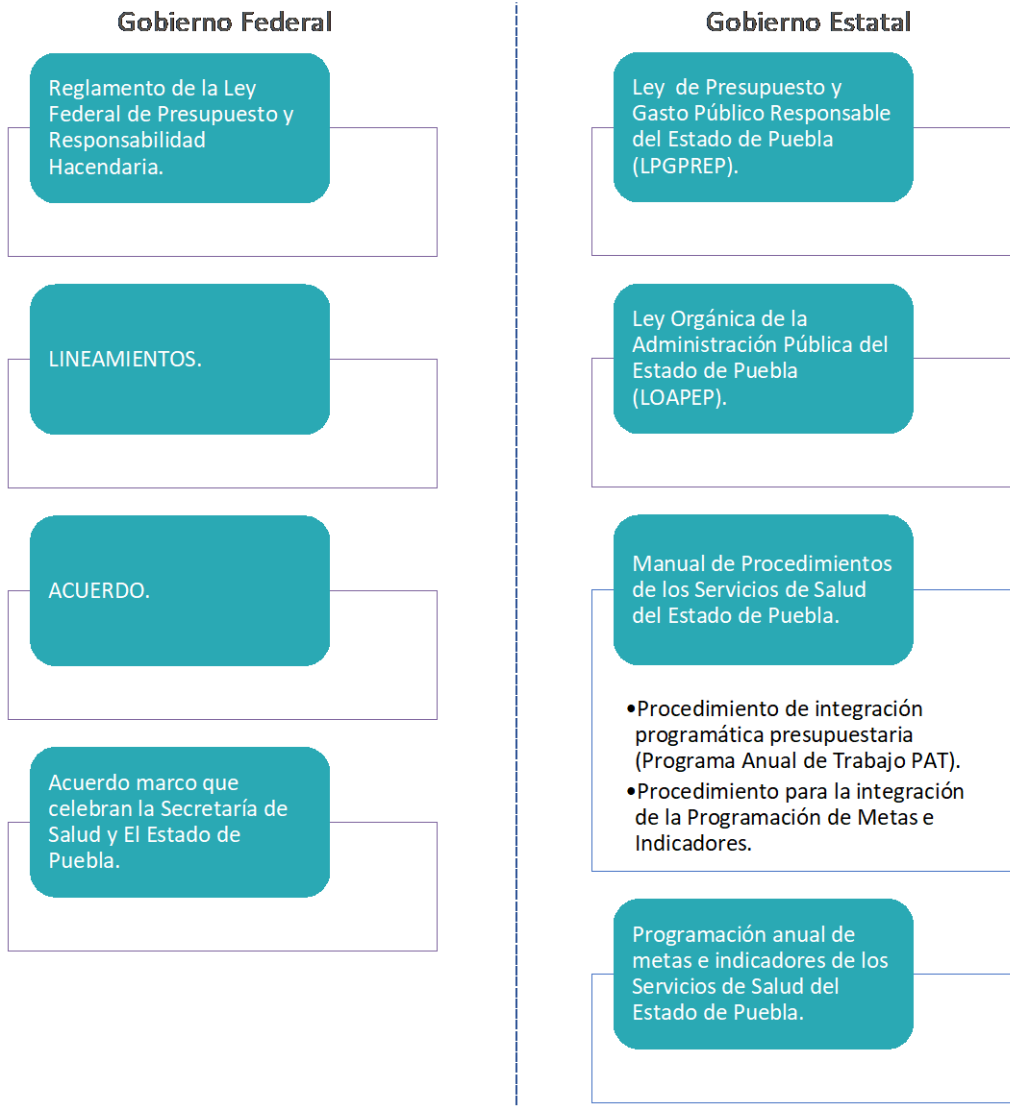 Gobierno Federal
Reglamento de la Ley
Federal de Presupuesto y
Responsabilidad
Hacendaria.
LINEAMIENTOS.
ACUERDO.
Acuerdo marco que
celebran la Secretaría de
Salud y El Estado de
Puebla.
Gobierno Estatal
Ley de Presupuesto y
Gasto Público Responsable
del Estado de Puebla
(LPGPREP).
Ley Orgánica de la
Administración Pública del
Estado de Puebla
(LOAPEP).
Manual de Procedimientos
de los Servicios de Salud
del Estado de Puebla.
•Procedimiento de integración
programática presupuestaria
(Programa Anual de Trabajo PAT).
•Procedimiento para la integración
de la Programación de Metas e
Indicadores.
Programación anual de
metas e indicadores de los
Servicios de Salud del
Estado de Puebla.